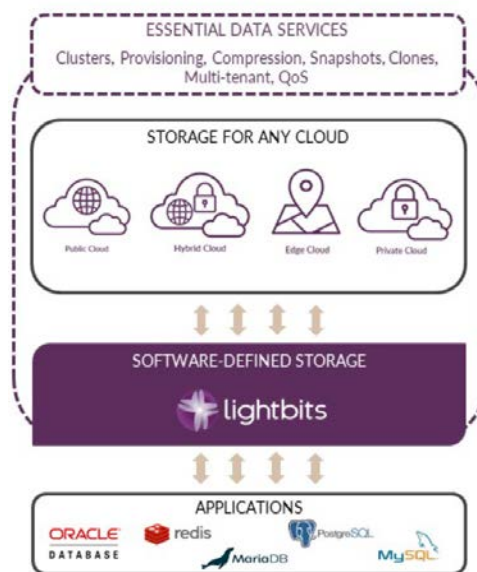 ESSENTIAL DATA SERVICES
Clusters, Provisioning, Compression, Snapshots, Clones,
Multi-tenant, QoS
STORAGE FOR ANY CLOUD
Public Cloud
Hybrid Cloud
Edge Cloud
Private Cloud
SOFTWARE-DEFINED STORAGE
lightbits
APPLICATIONS
ORACLE
DATABASE
redis
MariaDB
PostgreSQL
MySQL